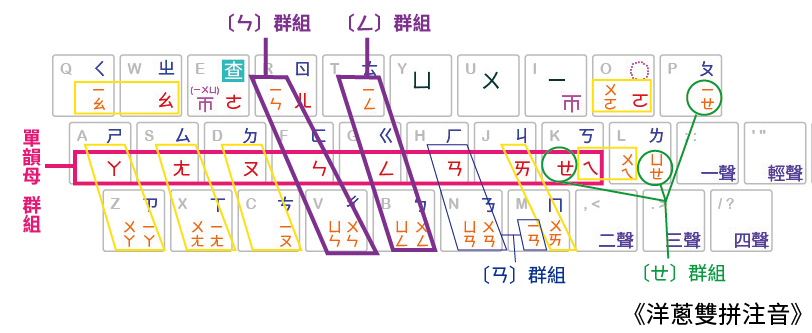 〔ㄣ〕群組 〔ㄥ〕群組
Q ㄑ W ㄓ E 查 R ㄖ T ㄊ Y ㄩ U ㄨ I ㄧ O P ㄆ
ㄧㄠ ㄠ (ㄧㄨㄩ) ㄭ ㄜ ㄧㄣ ㄦ ㄧㄥ ㄭ ㄨㄛ ㄛ ㄧㄝ
單韻母 群組
A ㄕ S ㄙ D ㄉ F ㄈ G ㄍ H ㄏ J ㄐ K ㄎ L ㄌ ; : ' "
ㄚ ㄤ ㄡ ㄣ ㄥ ㄢ ㄞ ㄝ ㄟ ㄨㄟ ㄩㄝ 一聲 輕聲
Z ㄗ X ㄒ C ㄘ V ㄔ B ㄅ N ㄋ M ㄇ , < . > / ?
ㄨㄚ ㄧㄚ ㄨㄤ ㄧㄤ ㄧㄡ ㄩㄣ ㄨㄣ ㄩㄥ ㄨㄥ ㄩㄢ ㄨㄢ ㄧㄢ ㄨㄞ 二聲 三聲 四聲
〔ㄢ〕群組 〔ㄝ〕群組
《洋蔥雙拼注音》